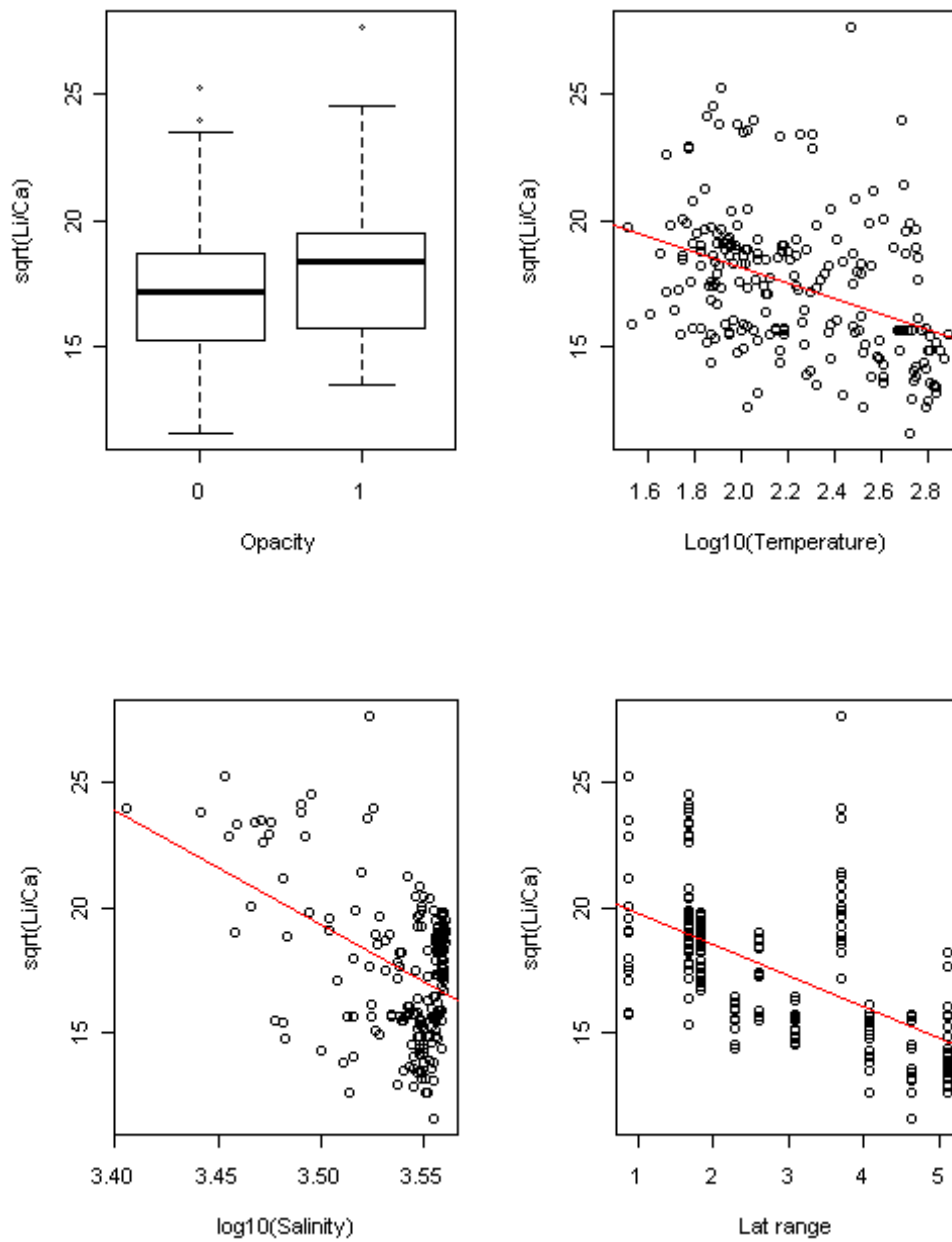 sqrt(Li/Ca)
25
20
15
0 1
Opacity
sqrt(Li/Ca)
25
20
15
1.6 1.8 2.0 2.2 2.4 2.6 2.8
Log10(Temperature)
sqrt(Li/Ca)
25
20
15
3.40 3.45 3.50 3.55
log10(Salinity)
sqrt(Li/Ca)
25
20
15
1 2 3 4 5
Lat range